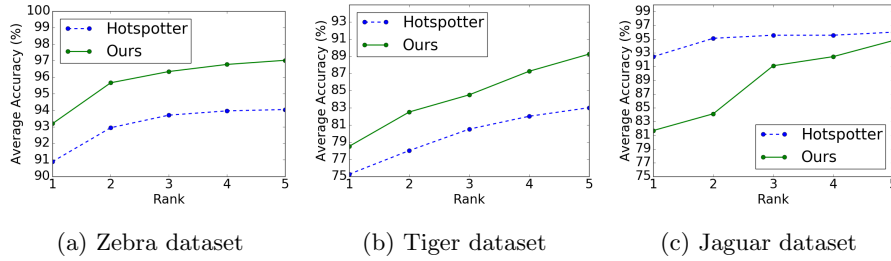 100
99
98
97
96
95
94
93
92
91
90
Average Accuracy (%)
Hotspotter
Ours
1 2 3 4 5
Rank
(a) Zebra dataset
93
91
89
87
85
83
81
79
77
75
Average Accuracy (%)
Hotspotter
Ours
1 2 3 4 5
Rank
(b) Tiger dataset
99
97
95
93
91
89
87
85
83
81
79
77
75
Average Accuracy (%)
Hotspotter
Ours
1 2 3 4
Rank
(c) Jaguar dataset